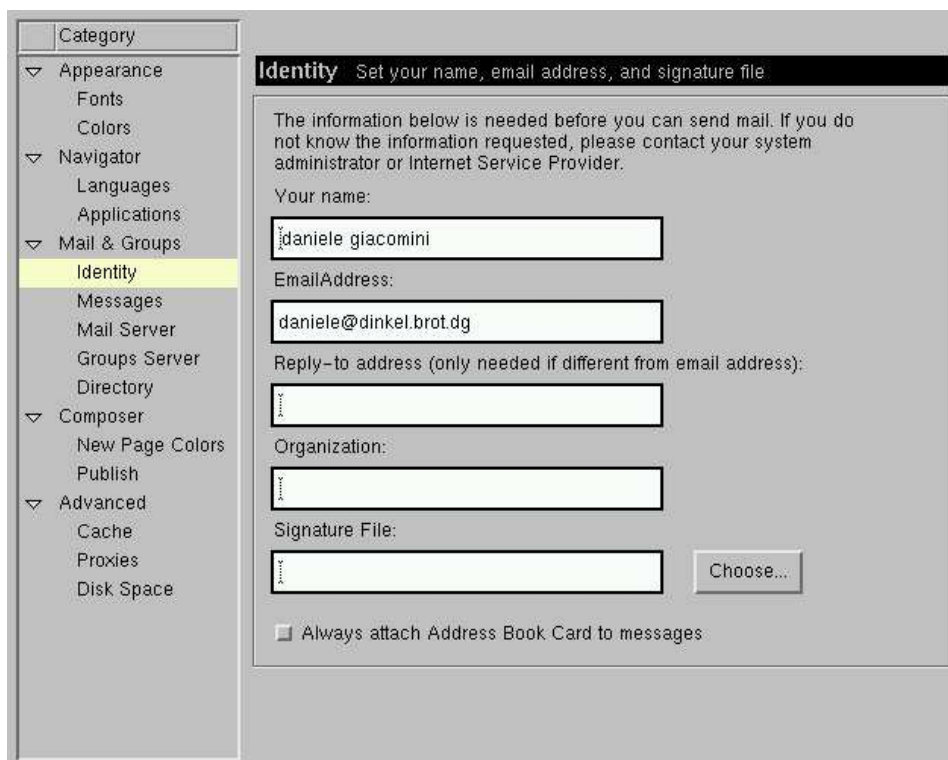 Category
Appearance
Fonts
Colors
Navigator
Languages
Applications
Mail & Groups
Identity
Messages
Mail Server
Groups Server
Directory
Composer
New Page Colors
Publish
Advanced
Cache
Proxies
Disk Space
Identity Set your name, email address, and signature file
The information below is needed before you can send mail. If you do
not know the information requested, please contact your system
administrator or Internet Service Provider.
Your name:
daniele giacomini
EmailAddress:
daniele@dinkel.brot.dg
Reply-to address (only needed if different from email address):
Organization:
Signature File:
Choose...
Always attach Address Book Card to messages